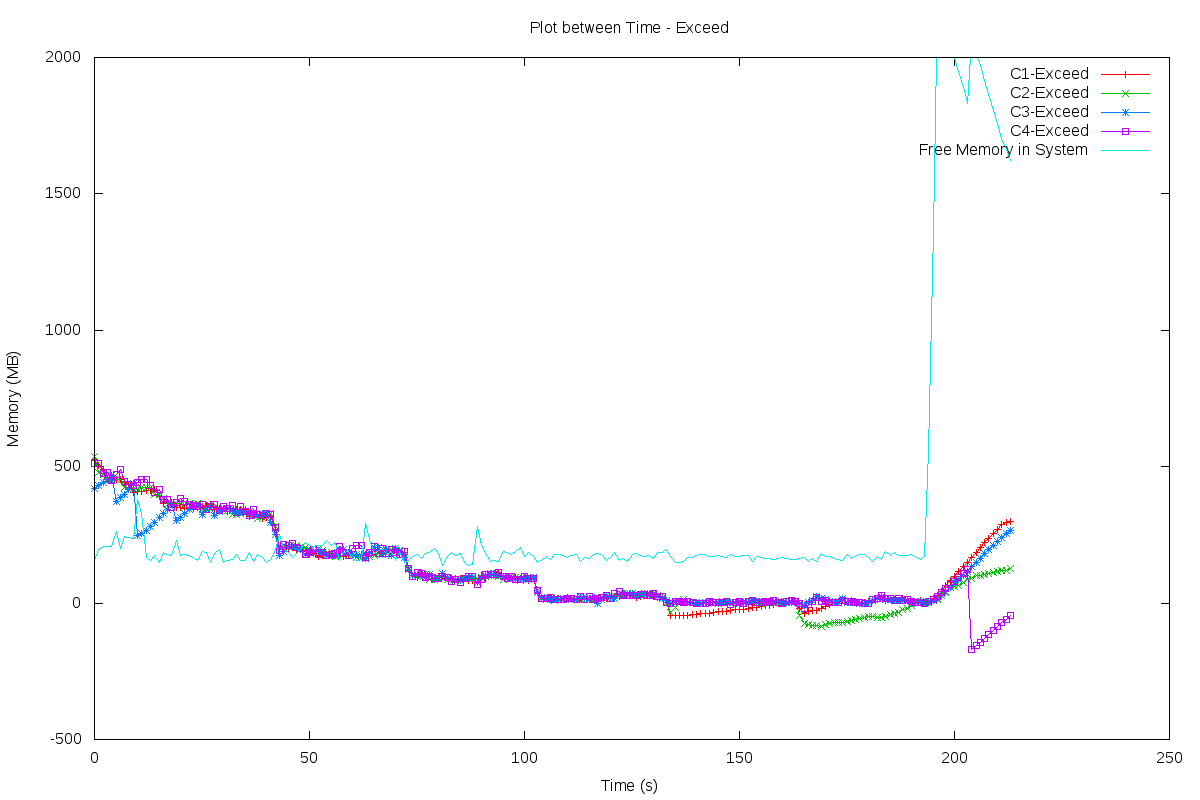 Plot between Time - Exceed
2000
1500
1000
500
0
-500
Memory (MB)
C1-Exceed
C2-Exceed
C3-Exceed
C4-Exceed
Free Memory in System
0 50 100 150 200 250
Time (s)